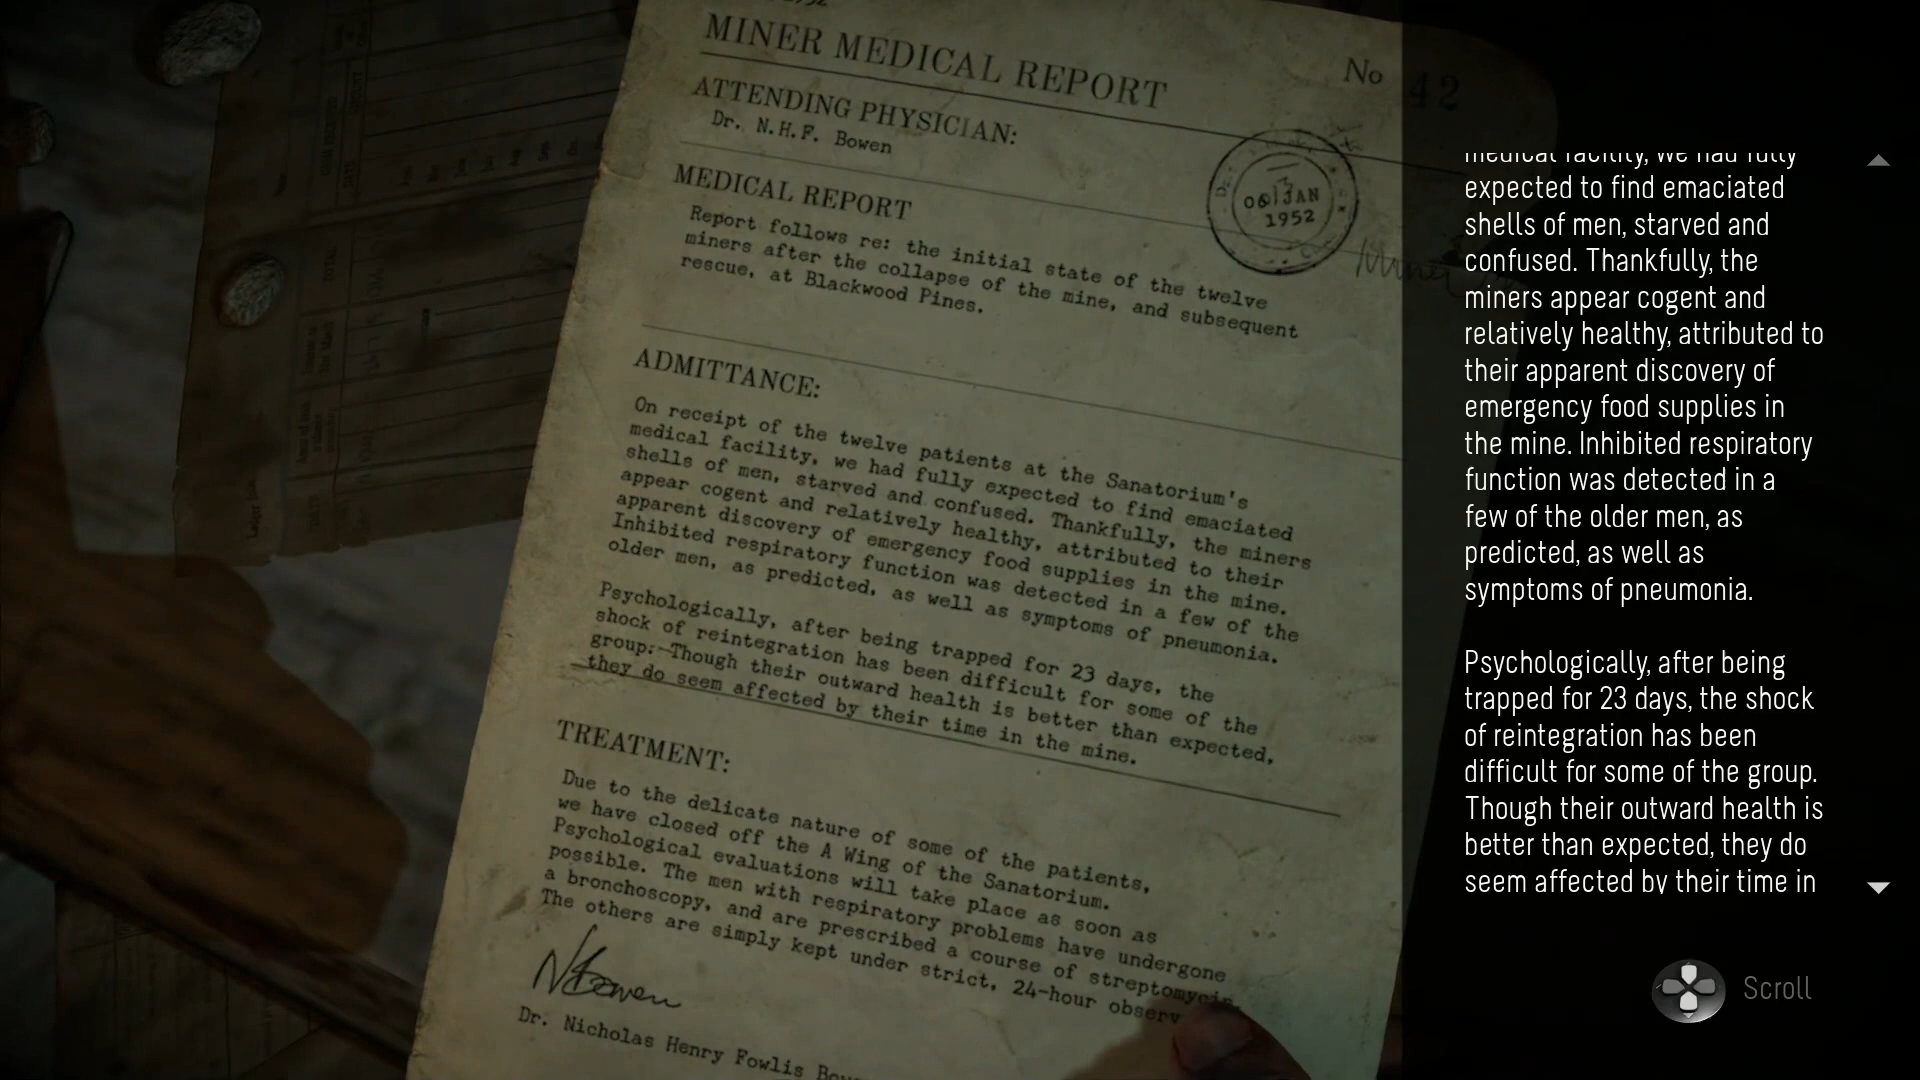 MINER MEDICAL REPORT
No 42
ATTENDING PHYSICIAN:
Dr. N.H.F. Bowen
06 JAN
1952
MEDICAL REPORT
Report follows re: the initial state of the twelve
miners after the collapse of the mine, and subsequent
rescue, at Blackwood Pines.
ADMITTANCE:
On receipt of the twelve patients at the Sanatorium's
medical facility, we had fully expected to find emaciated
shells of men, starved and confused. Thankfully, the miners
appear cogent and relatively healthy, attributed to their
apparent discovery of emergency food supplies in the mine.
Inhibited respiratory function was detected in a few of the
older men, as predicted, as well as symptoms of pneumonia.
Psychologically, after being trapped for 23 days, the
shock of reintegration has been difficult for some of the
group. Though their outward health is better than expected,
they do seem affected by their time in the mine.
TREATMENT:
Due to the delicate nature of some of the patients,
we have closed off the A Wing of the Sanatorium.
Psychological evaluations will take place as soon as
possible. The men with respiratory problems have undergone
a bronchoscopy, and are prescribed a course of streptomycin.
The others are simply kept under strict, 24-hour observ
NBowen
Dr. Nicholas Henry Fowlis Bow
medical facility, we had fully
expected to find emaciated
shells of men, starved and
confused. Thankfully, the
miners appear cogent and
relatively healthy, attributed to
their apparent discovery of
emergency food supplies in
the mine. Inhibited respiratory
function was detected in a
few of the older men, as
predicted, as well as
symptoms of pneumonia.
Psychologically, after being
trapped for 23 days, the shock
of reintegration has been
difficult for some of the group.
Though their outward health is
better than expected, they do
seem affected by their time in
Scroll